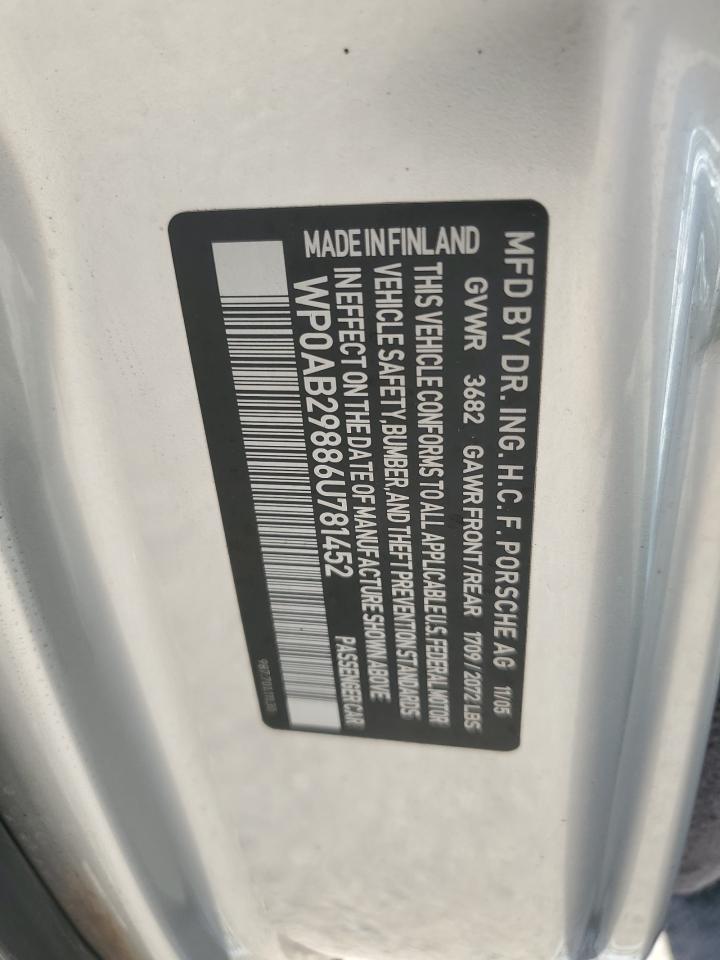 MFD BY DR. ING. H.C. F. PORSCHE AG 11/05
GVWR 3682 GAWR FRONT/REAR 1709 / 2072 LBS
THIS VEHICLE CONFORMS TO ALL APPLICABLE U.S. FEDERAL MOTOR
VEHICLE SAFETY, BUMBER, AND THEFT PREVENTION STANDARDS
IN EFFECT ON THE DATE OF MANUFACTURE SHOWN ABOVE
MADE IN FINLAND
PASSENGER CAR
WP0AB29886U781452